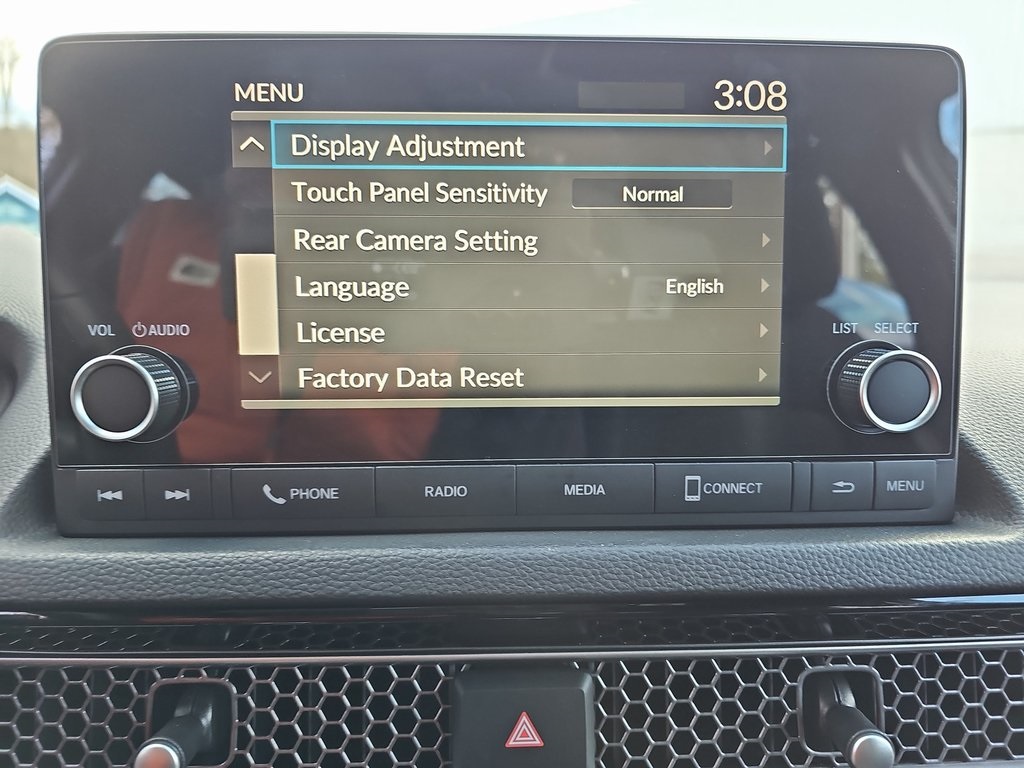 MENU 3:08
Display Adjustment
Touch Panel Sensitivity Normal
Rear Camera Setting
Language English
License
Factory Data Reset
VOL AUDIO
LIST SELECT
PHONE RADIO MEDIA CONNECT MENU